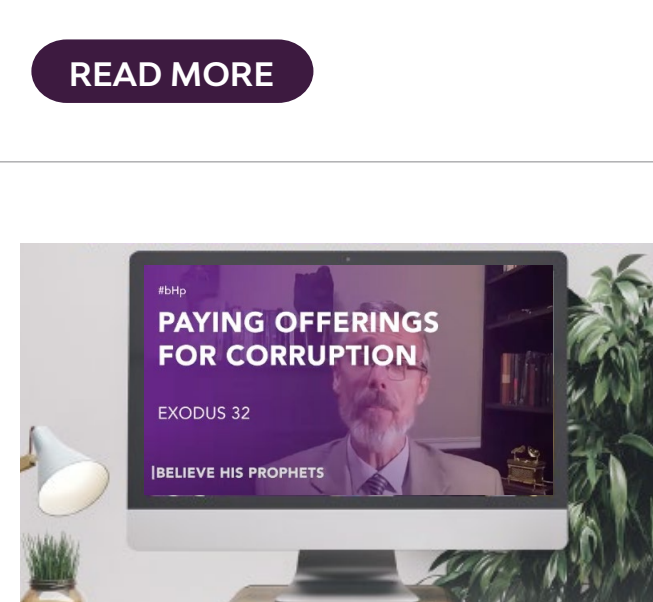 READ MORE
#bHp
PAYING OFFERINGS
FOR CORRUPTION
EXODUS 32
|BELIEVE HIS PROPHETS